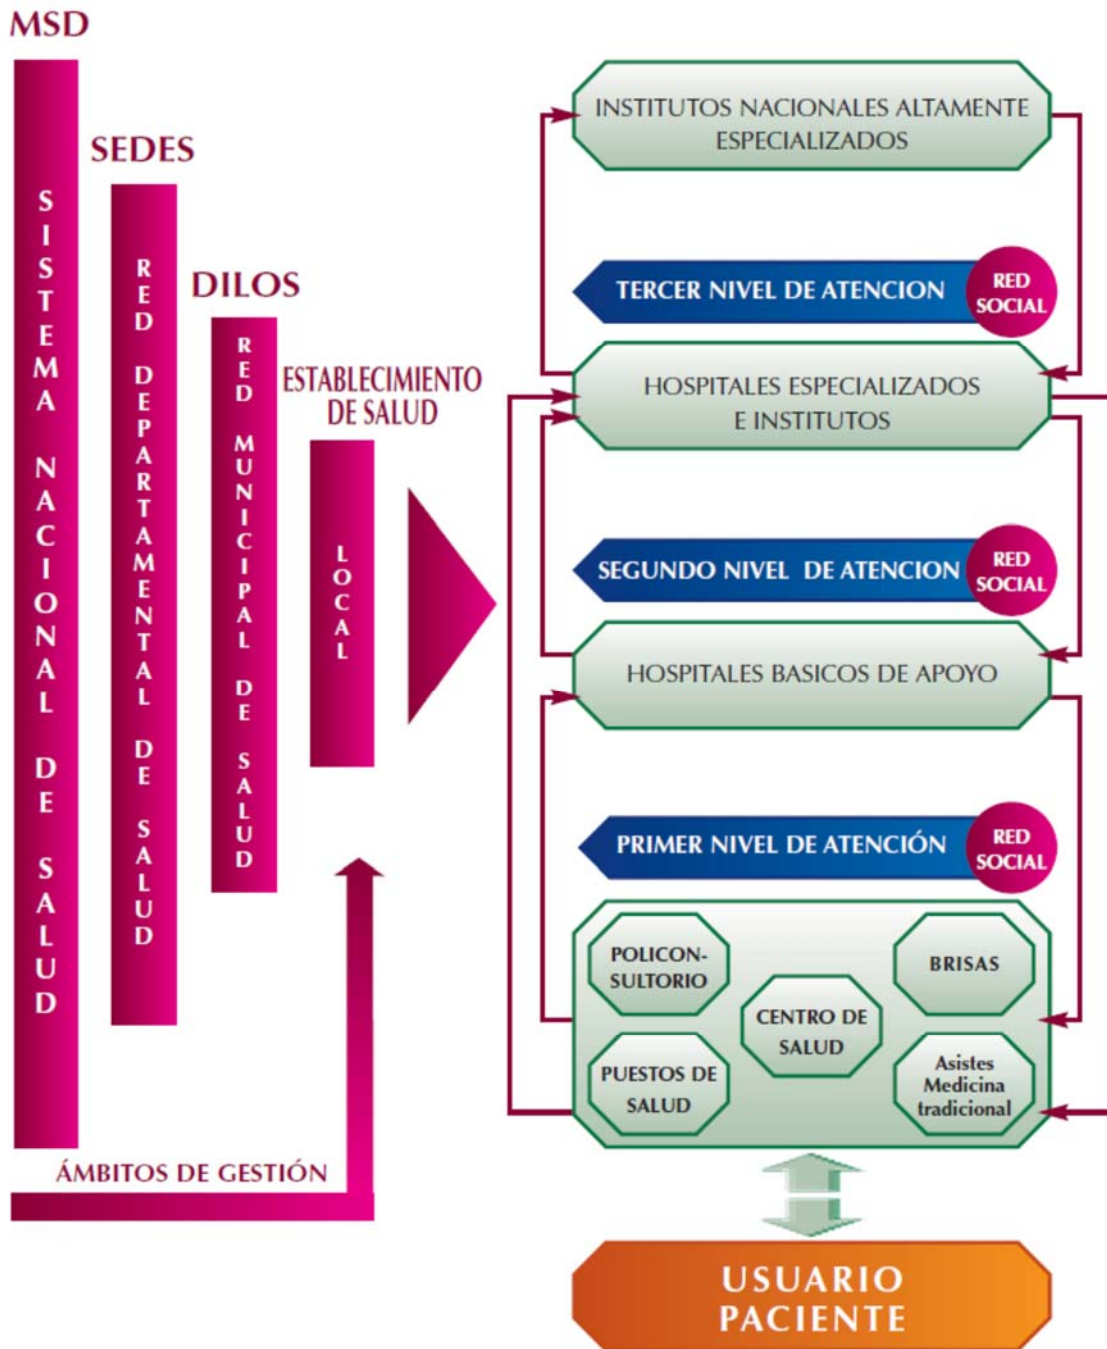 MSD
SISTEMA NACIONAL DE SALUD
SEDES
RED DEPARTAMENTAL DE SALUD
DILOS
RED MUNICIPAL DE SALUD
ESTABLECIMIENTO
DE SALUD
LOCAL
ÁMBITOS DE GESTIÓN
INSTITUTOS NACIONALES ALTAMENTE
ESPECIALIZADOS
TERCER NIVEL DE ATENCION
RED
SOCIAL
HOSPITALES ESPECIALIZADOS
E INSTITUTOS
SEGUNDO NIVEL DE ATENCION
RED
SOCIAL
HOSPITALES BASICOS DE APOYO
PRIMER NIVEL DE ATENCIÓN
RED
SOCIAL
POLICON-
SULTORIO
BRISAS
CENTRO DE
SALUD
PUESTOS DE
SALUD
Asistes
Medicina
tradicional
USUARIO
PACIENTE